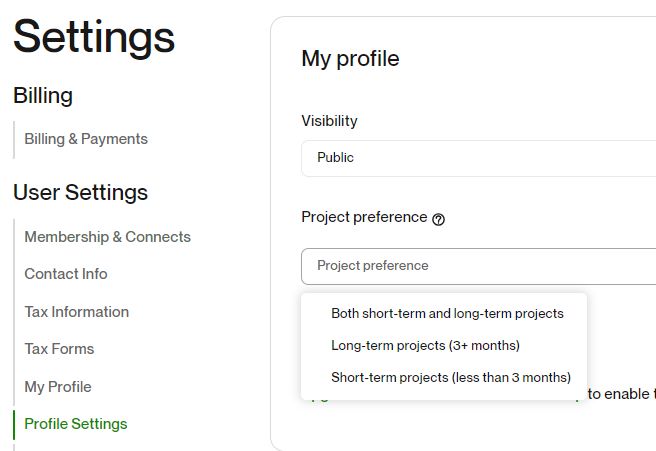 Settings
Billing
Billing & Payments
User Settings
Membership & Connects
Contact Info
Tax Information
Tax Forms
My Profile
Profile Settings
My profile
Visibility
Public
Project preference
Project preference
Both short-term and long-term projects
Long-term projects (3+ months)
Short-term projects (less than 3 months)
to enable